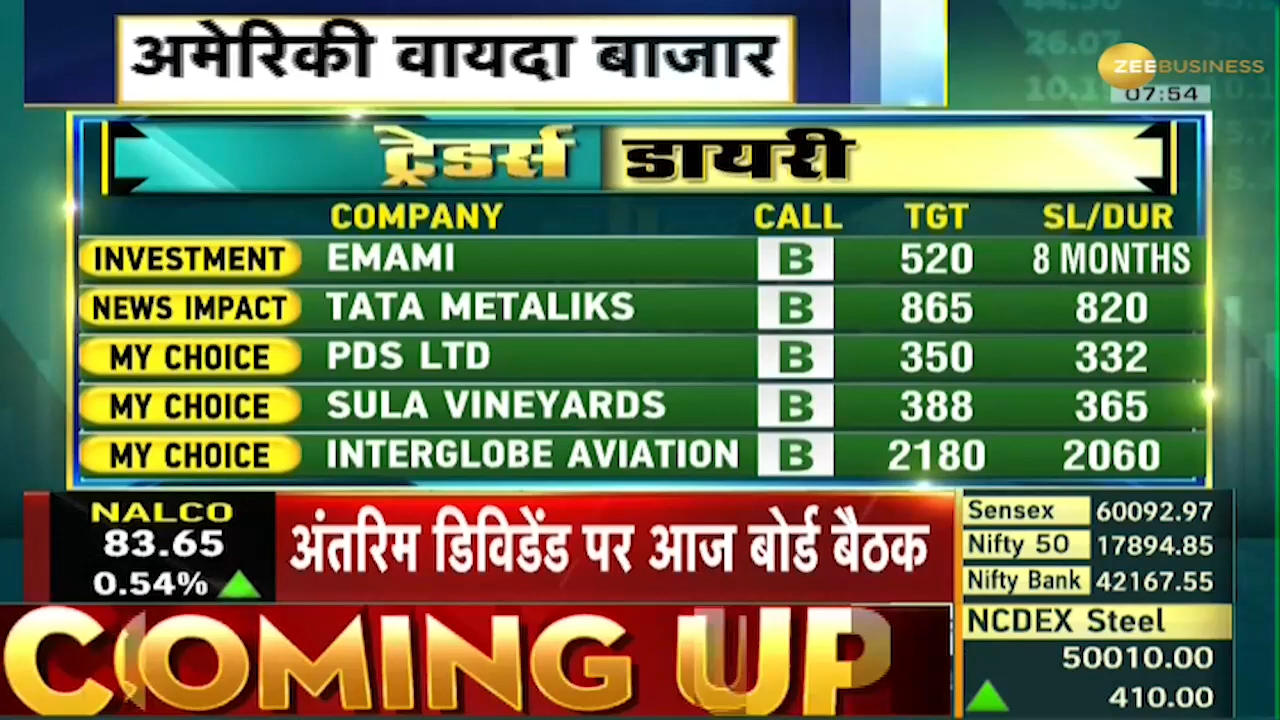 अमेरिकी वायदा बाजार
ZEEBUSINESS
07:54
ट्रेडर्स डायरी
COMPANY CALL TGT SL/DUR
INVESTMENT EMAMI B 520 8 MONTHS
NEWS IMPACT TATA METALIKS B 865 820
MY CHOICE PDS LTD B 350 332
MY CHOICE SULA VINEYARDS B 388 365
MY CHOICE INTERGLOBE AVIATION B 2180 2060
NALCO
83.65
0.54%
अंतरिम डिविडेंड पर आज बोर्ड बैठक
Sensex 60092.97
Nifty 50 17894.85
Nifty Bank 42167.55
NCDEX Steel
50010.00
410.00
COMING UP